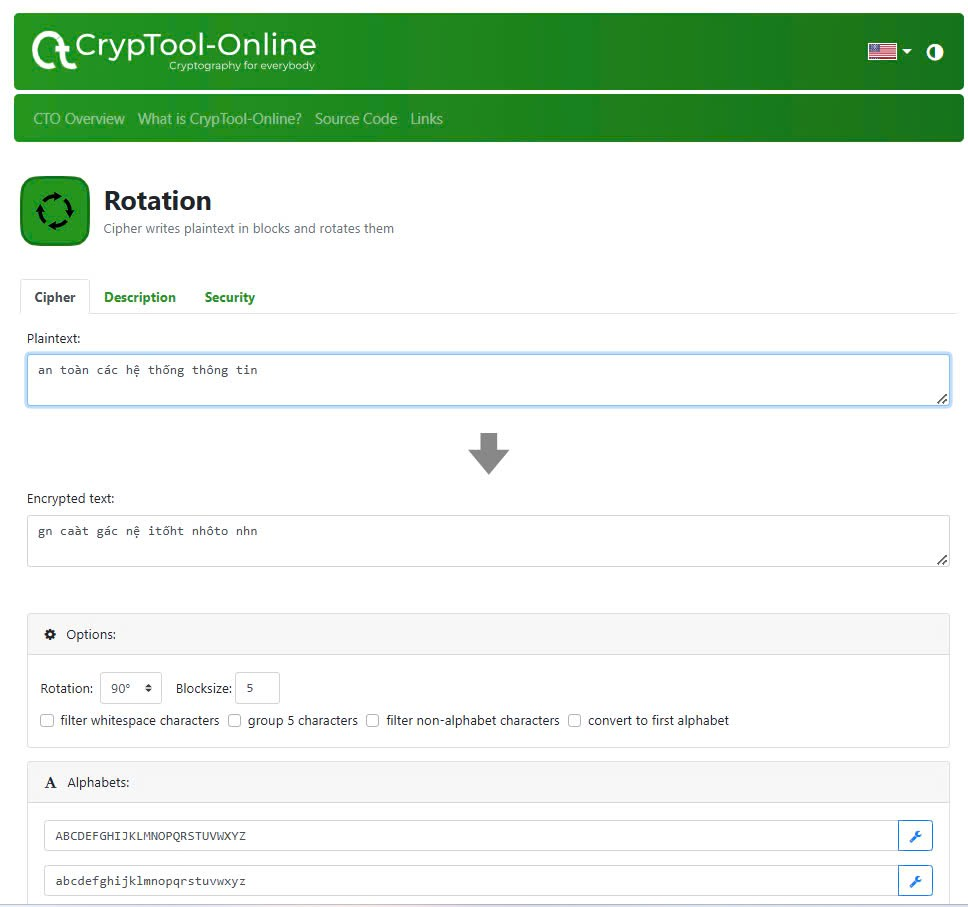 CrypTool-Online
Cryptography for everybody
CTO Overview What is CrypTool-Online? Source Code Links
Rotation
Cipher writes plaintext in blocks and rotates them
Cipher Description Security
Plaintext:
an toàn các hệ thống thông tin
Encrypted text:
gn caàt gác nệ itốht nhôto nhn
Options:
Rotation: 90° Blocksize: 5
filter whitespace characters group 5 characters filter non-alphabet characters convert to first alphabet
A Alphabets:
ABCDEFGHIJKLMNOPQRSTUVWXYZ
abcdefghijklmnopqrstuvwxyz